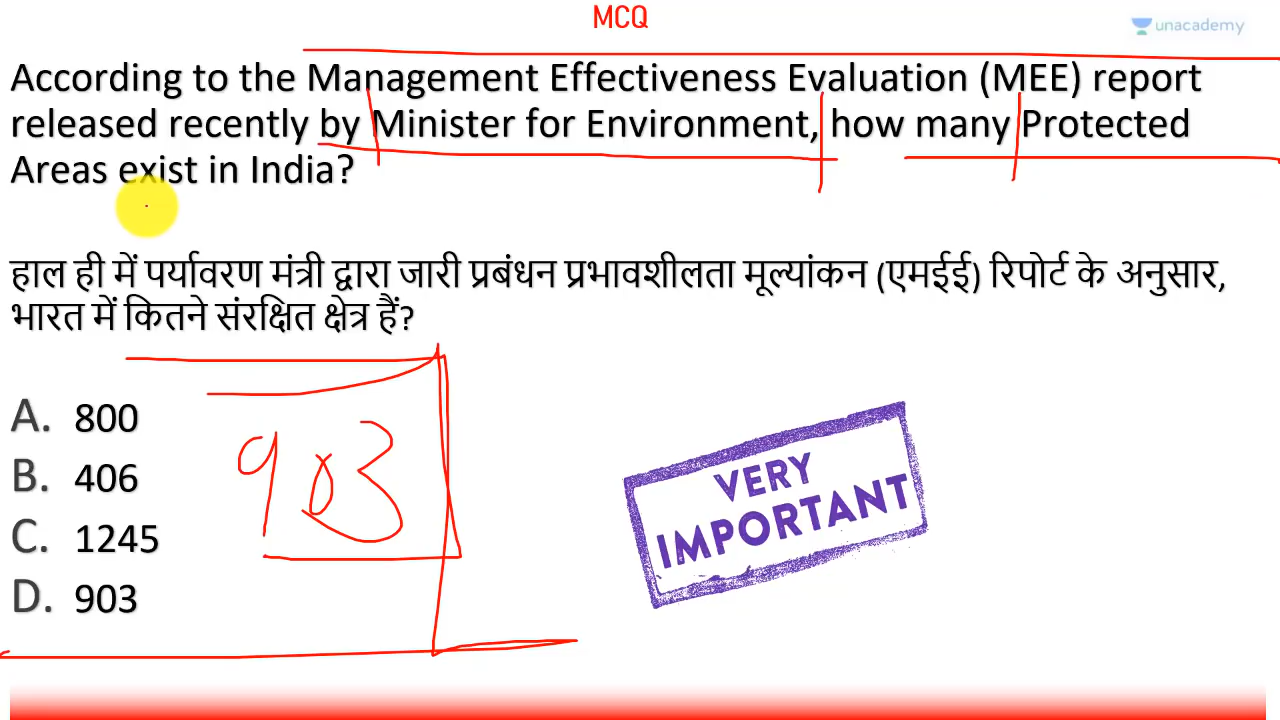 MCQ
unacademy
According to the Management Effectiveness Evaluation (MEE) report
released recently by Minister for Environment, how many Protected
Areas exist in India?
हाल ही में पर्यावरण मंत्री द्वारा जारी प्रबंधन प्रभावशीलता मूल्यांकन (एमईई) रिपोर्ट के अनुसार,
भारत में कितने संरक्षित क्षेत्र हैं?
A. 800
B. 406
C. 1245
D. 903
903
VERY
IMPORTANT